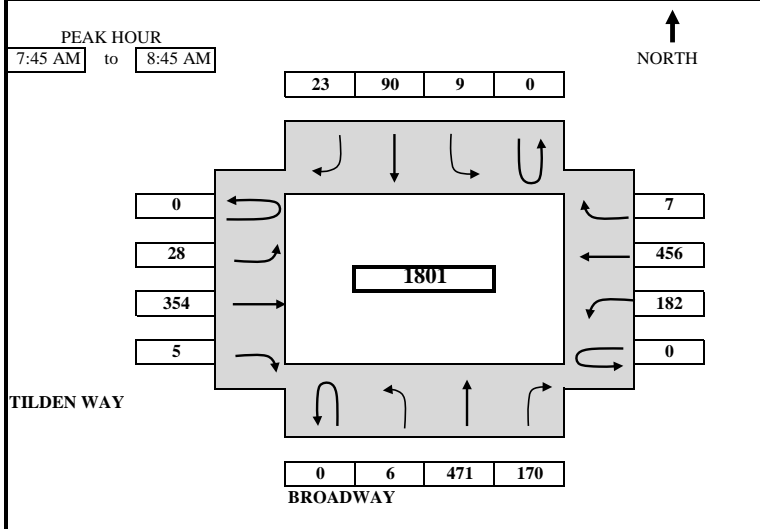 PEAK HOUR
7:45 AM to 8:45 AM
NORTH
23 90 9 0
0 7
28 456
1801
354 182
5 0
TILDEN WAY
0 6 471 170
BROADWAY